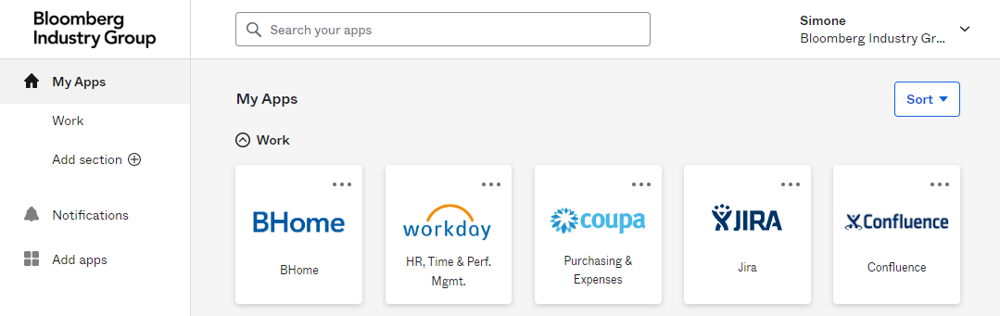 Bloomberg
Industry Group
Search your apps
Simone
Bloomberg Industry Gr...
My Apps
Work
Add section
Notifications
Add apps
My Apps
Sort
Work
BHome
BHome
workday
HR, Time & Perf.
Mgmt.
coupa
Purchasing &
Expenses
JIRA
Jira
Confluence
Confluence